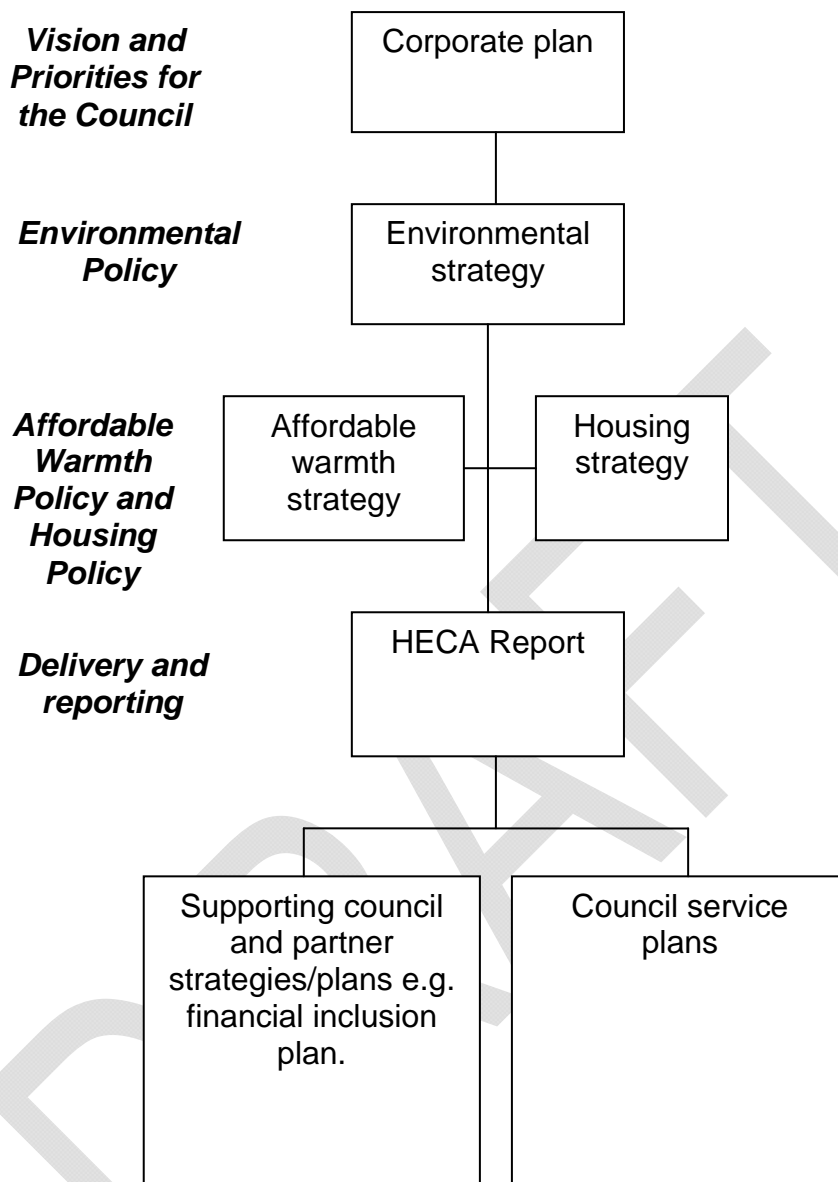 Vision and
Priorities for
the Council
Corporate plan
Environmental
Policy
Environmental
strategy
Affordable
Warmth
Policy and
Housing
Policy
Affordable
warmth
strategy
Housing
strategy
Delivery and
reporting
HECA Report
Supporting council
and partner
strategies/plans e.g.
financial inclusion
plan.
Council service
plans
DRAFT